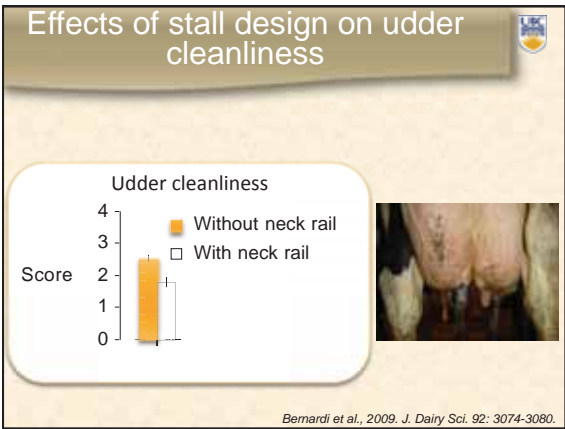 Effects of stall design on udder
cleanliness
UBC
Udder cleanliness
4
3
2
1
0
Score
Without neck rail
With neck rail
Bernardi et al., 2009. J. Dairy Sci. 92: 3074-3080.